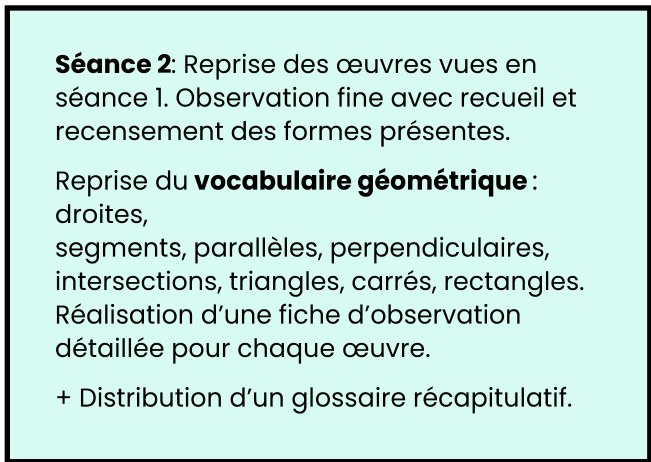 Séance 2: Reprise des œuvres vues en
séance 1. Observation fine avec recueil et
recensement des formes présentes.
Reprise du vocabulaire géométrique :
droites,
segments, parallèles, perpendiculaires,
intersections, triangles, carrés, rectangles.
Réalisation d’une fiche d’observation
détaillée pour chaque œuvre.
+ Distribution d’un glossaire récapitulatif.